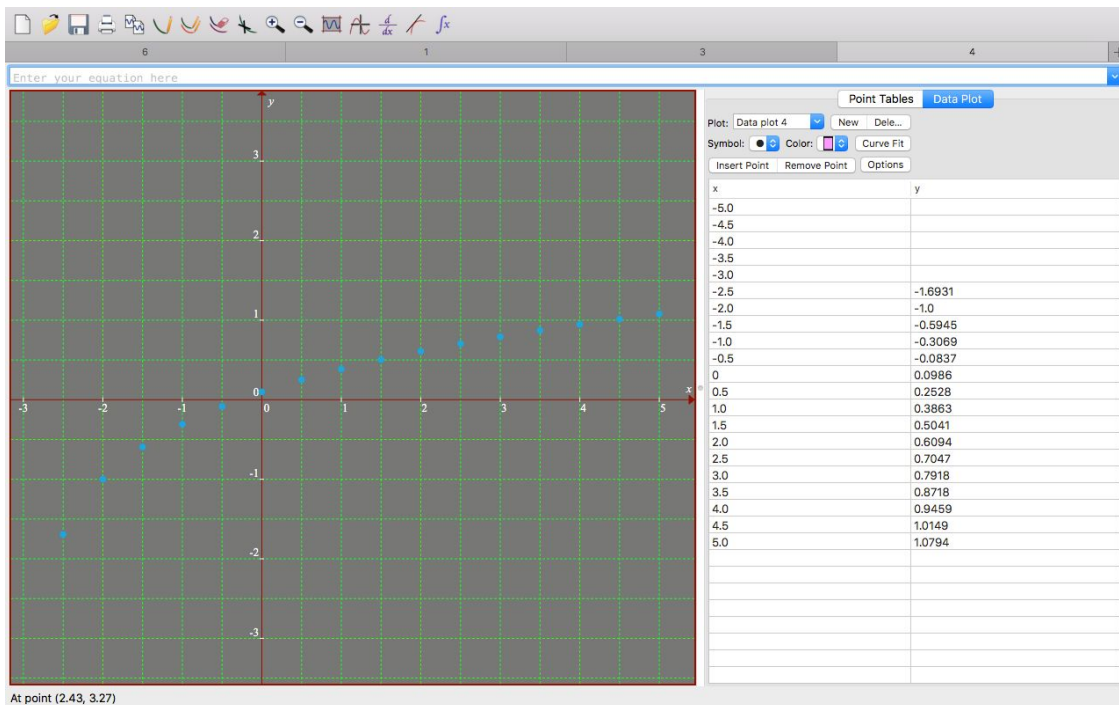 d/dx ∫x
6 1 3 4 +
Enter your equation here
y
3
2
1
0
x
-3 -2 -1 0 1 2 3 4 5
-1
-2
-3
Point Tables Data Plot
Plot: Data plot 4 New Dele...
Symbol: Color: Curve Fit
Insert Point Remove Point Options
x y
-5.0
-4.5
-4.0
-3.5
-3.0
-2.5 -1.6931
-2.0 -1.0
-1.5 -0.5945
-1.0 -0.3069
-0.5 -0.0837
0 0.0986
0.5 0.2528
1.0 0.3863
1.5 0.5041
2.0 0.6094
2.5 0.7047
3.0 0.7918
3.5 0.8718
4.0 0.9459
4.5 1.0149
5.0 1.0794
At point (2.43, 3.27)